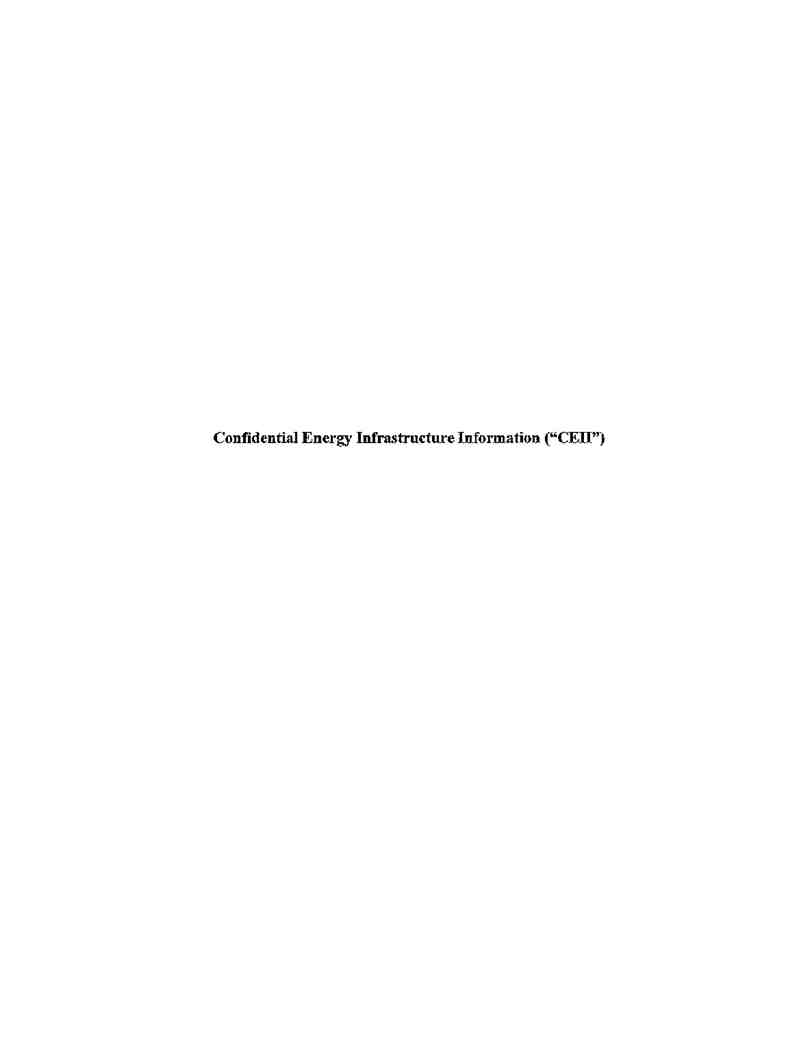 Confidential Energy Infrastructure Information (“CEII”)